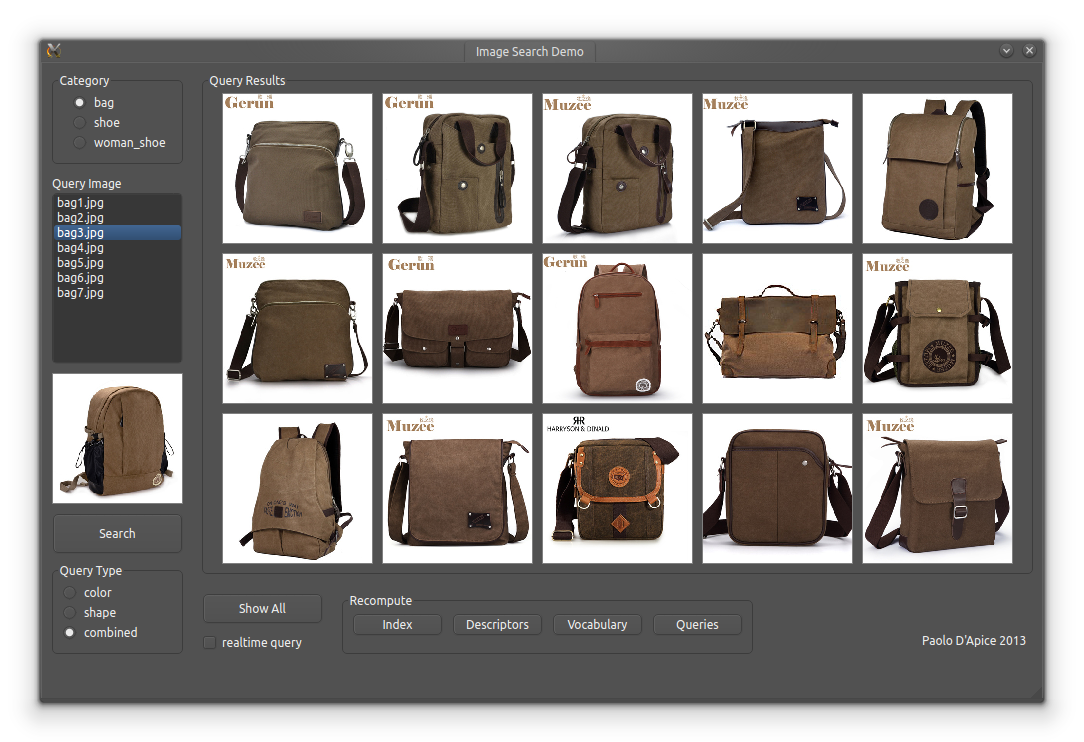 Image Search Demo
Category
bag
shoe
woman_shoe
Query Image
bag1.jpg
bag2.jpg
bag3.jpg
bag4.jpg
bag5.jpg
bag6.jpg
bag7.jpg
Search
Query Type
color
shape
combined
Query Results
Gerun
Gerun
Muzee
Muzee
Muzee
Gerun
Gerun
Muzee
Muzee
HARRYSON & DINALD
Muzee
Show All
realtime query
Recompute
Index
Descriptors
Vocabulary
Queries
Paolo D'Apice 2013